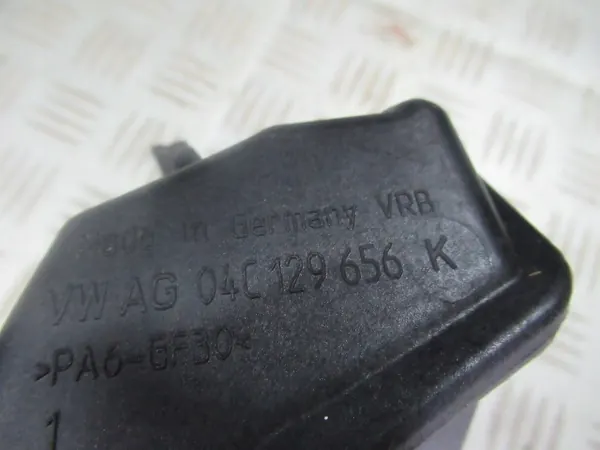 Made in Germany VRB
VW AG 04C 129 656 K
>PA6-GF30<
1